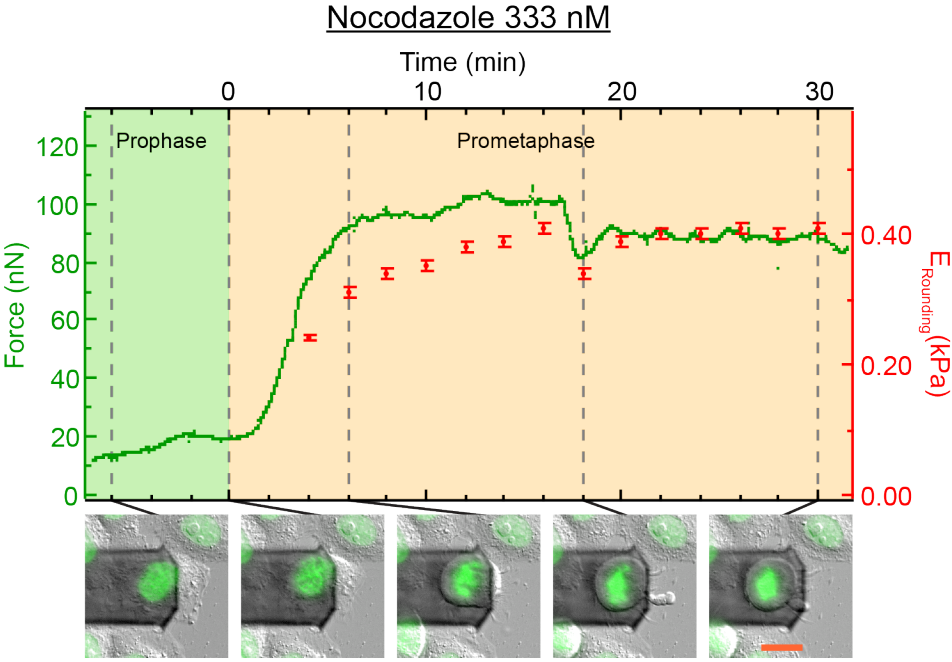 Nocodazole 333 nM
Time (min)
0 10 20 30
Prophase
Prometaphase
120
100
80
60
40
20
0
Force (nN)
0.40
0.20
0.00
E Rounding (kPa)